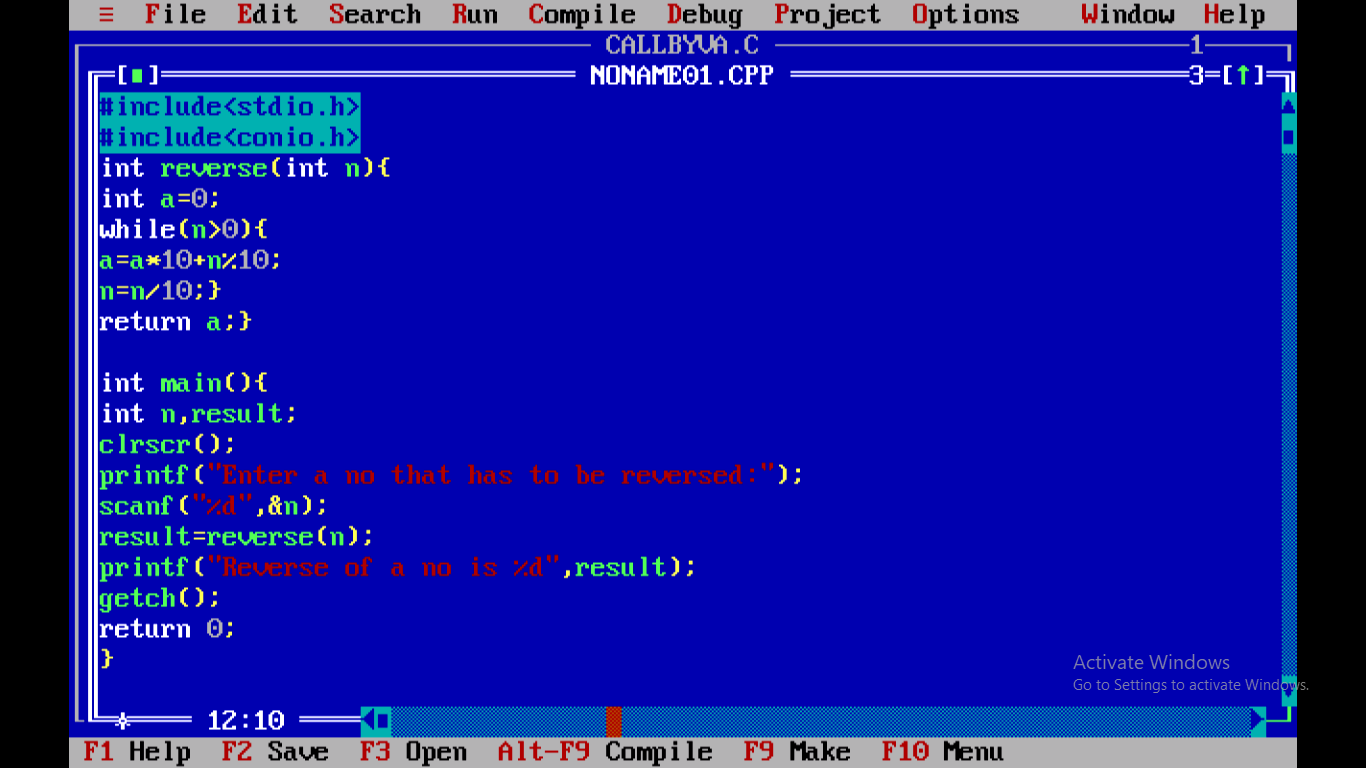 ≡ File Edit Search Run Compile Debug Project Options Window Help
CALLBYVA.C 1
[■] NONAME01.CPP 3=[↑]
#include<stdio.h>
#include<conio.h>
int reverse(int n){
int a=0;
while(n>0){
a=a*10+n%10;
n=n/10;}
return a;}
int main(){
int n,result;
clrscr();
printf("Enter a no that has to be reversed:");
scanf("%d",&n);
result=reverse(n);
printf("Reverse of a no is %d",result);
getch();
return 0;
}
Activate Windows
Go to Settings to activate Windows.
12:10
F1 Help F2 Save F3 Open Alt-F9 Compile F9 Make F10 Menu